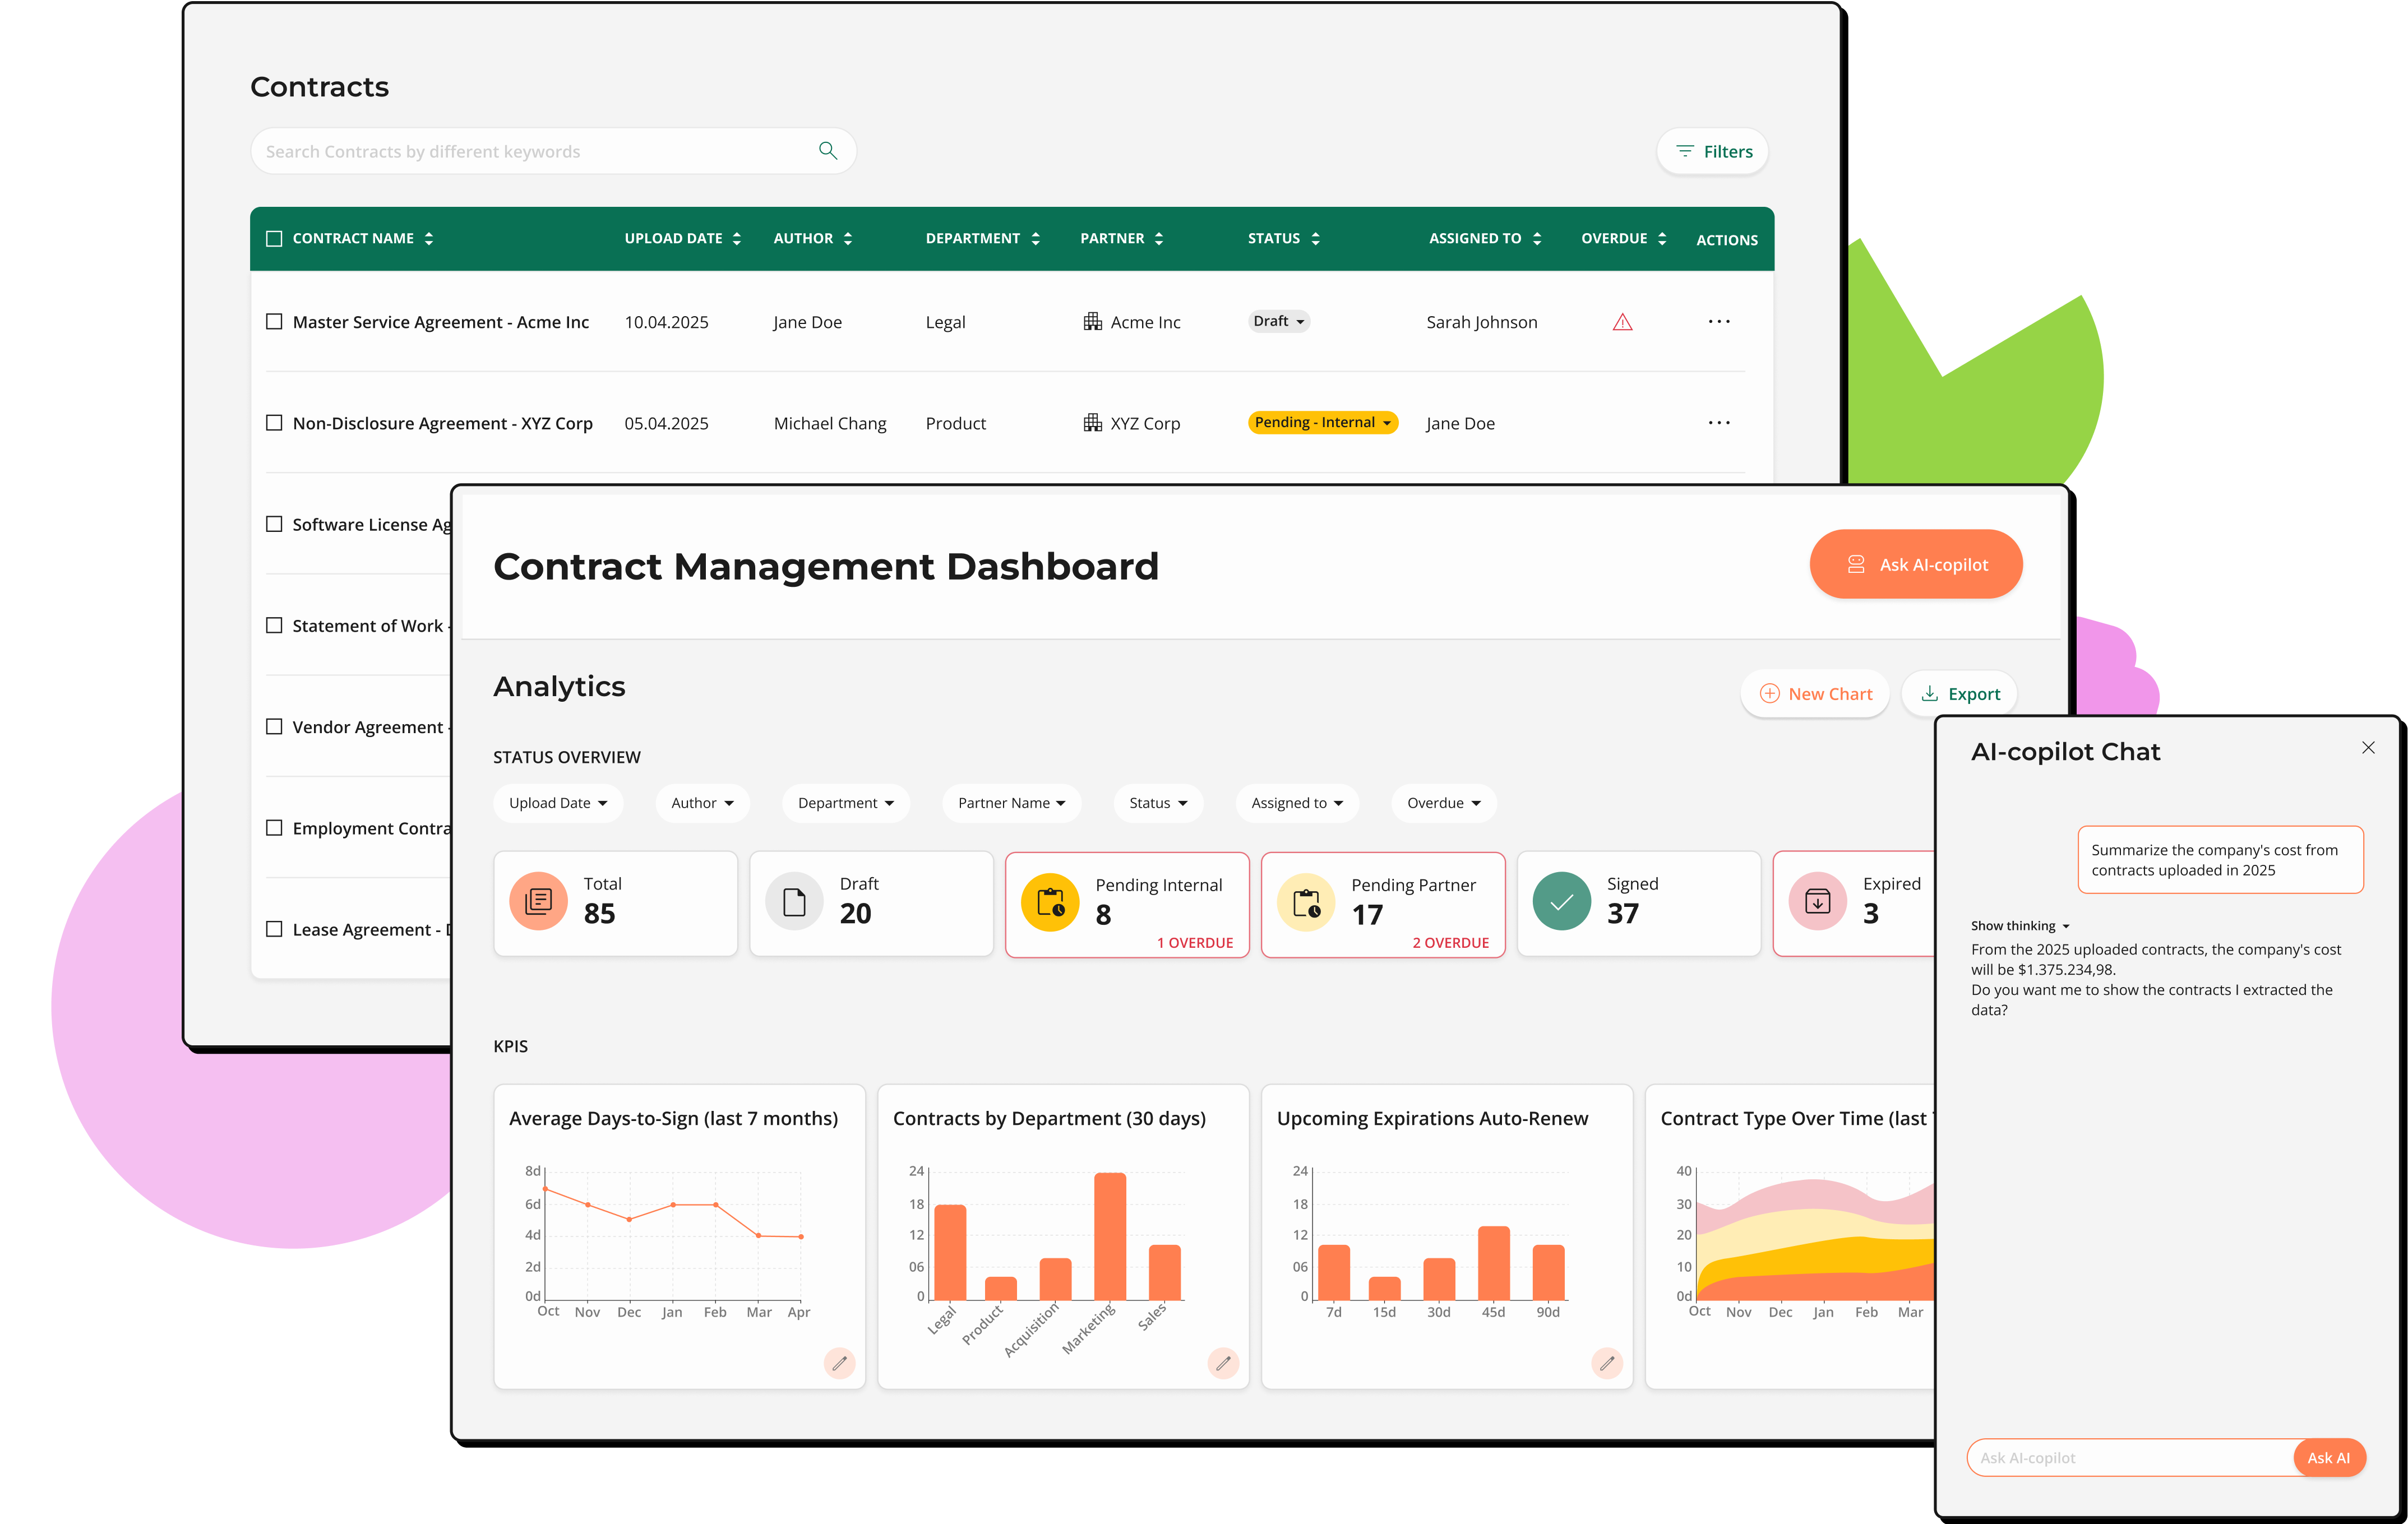 Contracts
Search Contracts by different keywords
Filters
CONTRACT NAME UPLOAD DATE AUTHOR DEPARTMENT PARTNER STATUS ASSIGNED TO OVERDUE ACTIONS
Master Service Agreement - Acme Inc 10.04.2025 Jane Doe Legal Acme Inc Draft Sarah Johnson
Non-Disclosure Agreement - XYZ Corp 05.04.2025 Michael Chang Product XYZ Corp Pending - Internal Jane Doe
Software License
Statement of Work -
Vendor Agreement
Employment
Lease Agreement -
Contract Management Dashboard
Ask AI-copilot
Analytics
New Chart Export
STATUS OVERVIEW
Upload Date Author Department Partner Name Status Assigned to Overdue
Total
85
Draft
20
Pending Internal
8
1 OVERDUE
Pending Partner
17
2 OVERDUE
Signed
37
Expired
3
KPIS
Average Days-to-Sign (last 7 months)
8d
6d
4d
2d
0d
Oct Nov Dec Jan Feb Mar Apr
Contracts by Department (30 days)
24
18
12
06
0
Legal Product Acquisition Marketing Sales
Upcoming Expirations Auto-Renew
24
18
12
06
0
7d 15d 30d 45d 90d
Contract Type Over Time (last
40
30
20
10
0d
Oct Nov Dec Jan Feb Mar
AI-copilot Chat
Summarize the company's cost from
contracts uploaded in 2025
Show thinking
From the 2025 uploaded contracts, the company's cost
will be $1.375.234,98.
Do you want me to show the contracts I extracted the
data?
Ask AI-copilot
Ask AI